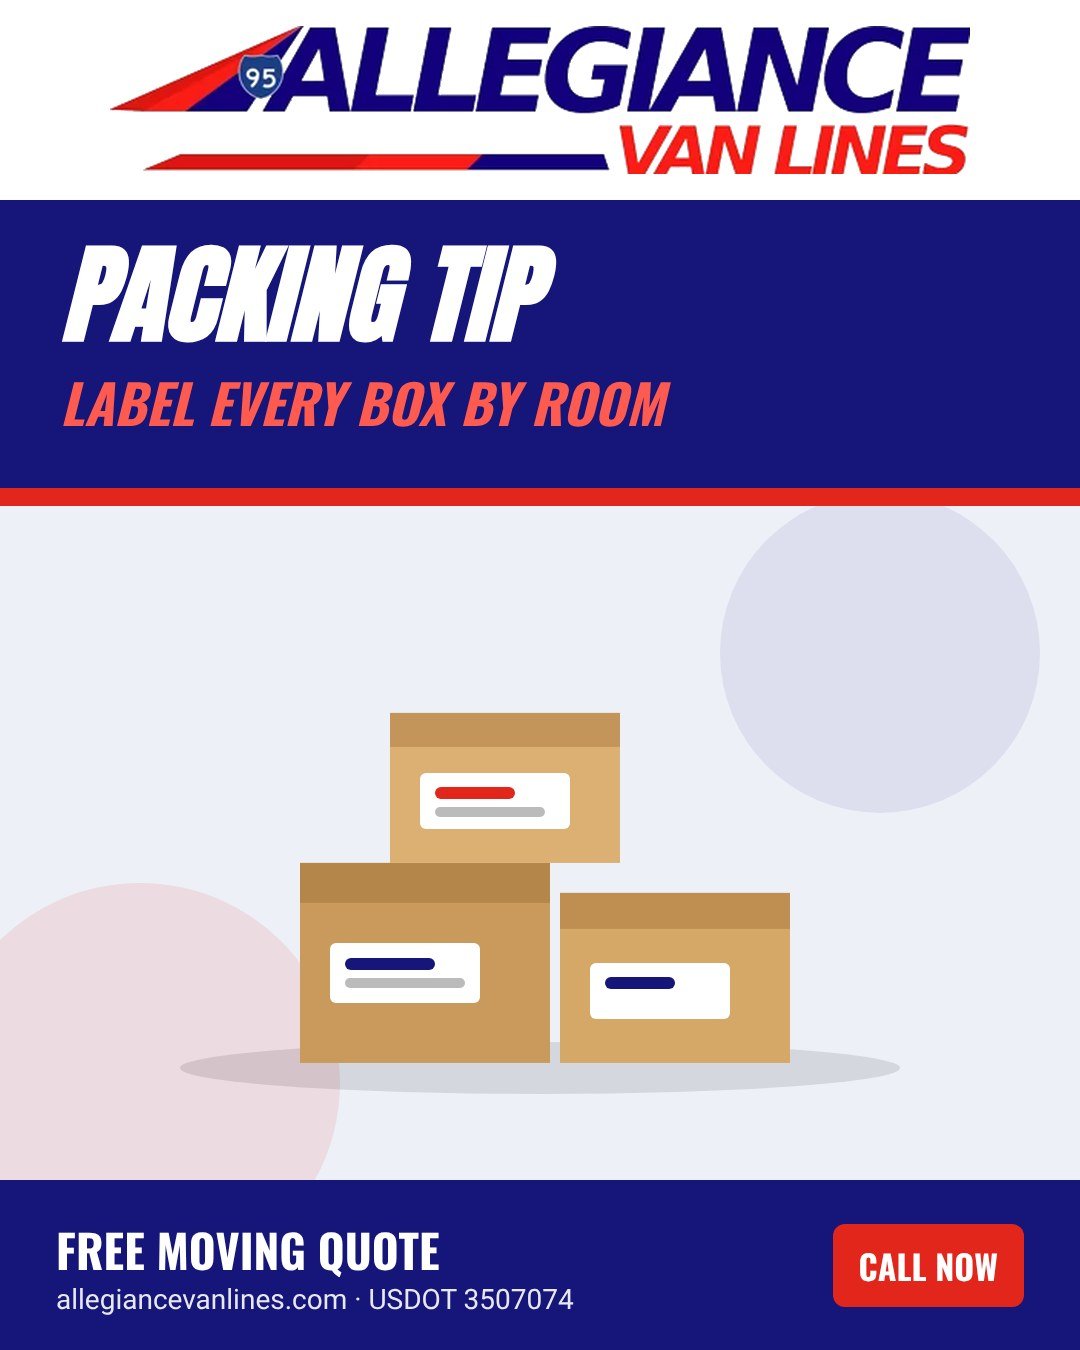 95
ALLEGIANCE
VAN LINES
PACKING TIP
LABEL EVERY BOX BY ROOM
FREE MOVING QUOTE
allegiancevanlines.com · USDOT 3507074
CALL NOW